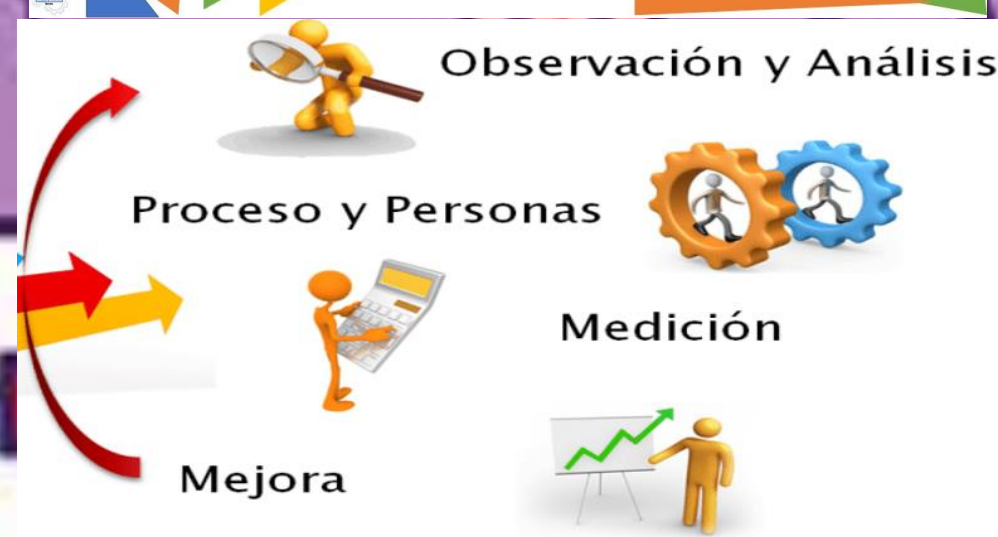 Observación y Análisis
Proceso y Personas
Medición
Mejora